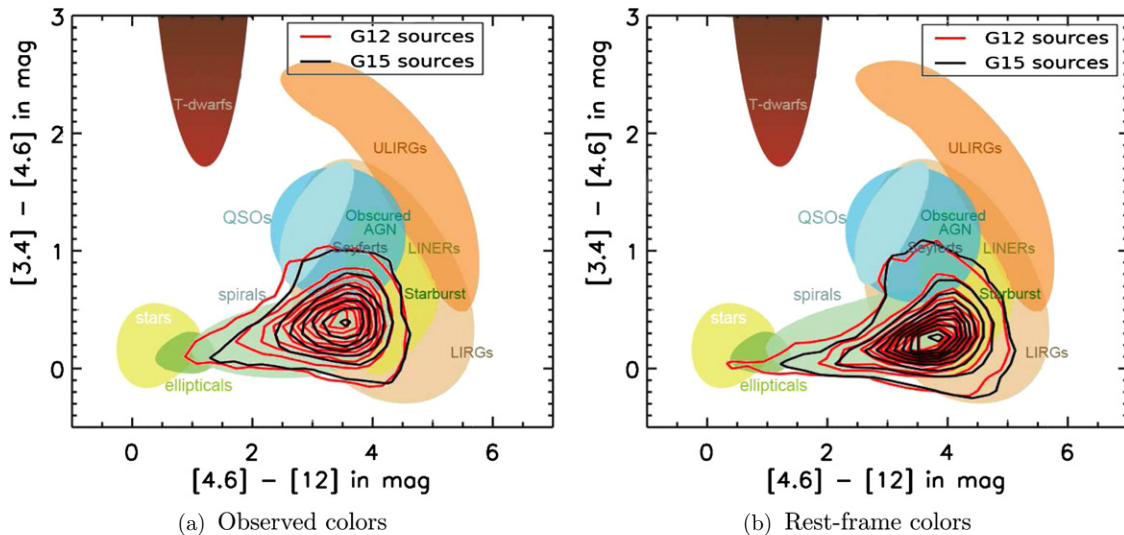 G12 sources
G15 sources
T-dwarfs
ULIRGs
QSOs
Obscured
AGN
Seyferts
LINERs
spirals
Starburst
stars
LIRGs
ellipticals
3
2
1
0
[3.4] – [4.6] in mag
0 2 4 6
[4.6] – [12] in mag
(a) Observed colors
G12 sources
G15 sources
T-dwarfs
ULIRGs
QSOs
Obscured
AGN
Seyferts
LINERs
spirals
Starburst
stars
LIRGs
ellipticals
3
2
1
0
[3.4] – [4.6] in mag
0 2 4 6
[4.6] – [12] in mag
(b) Rest-frame colors